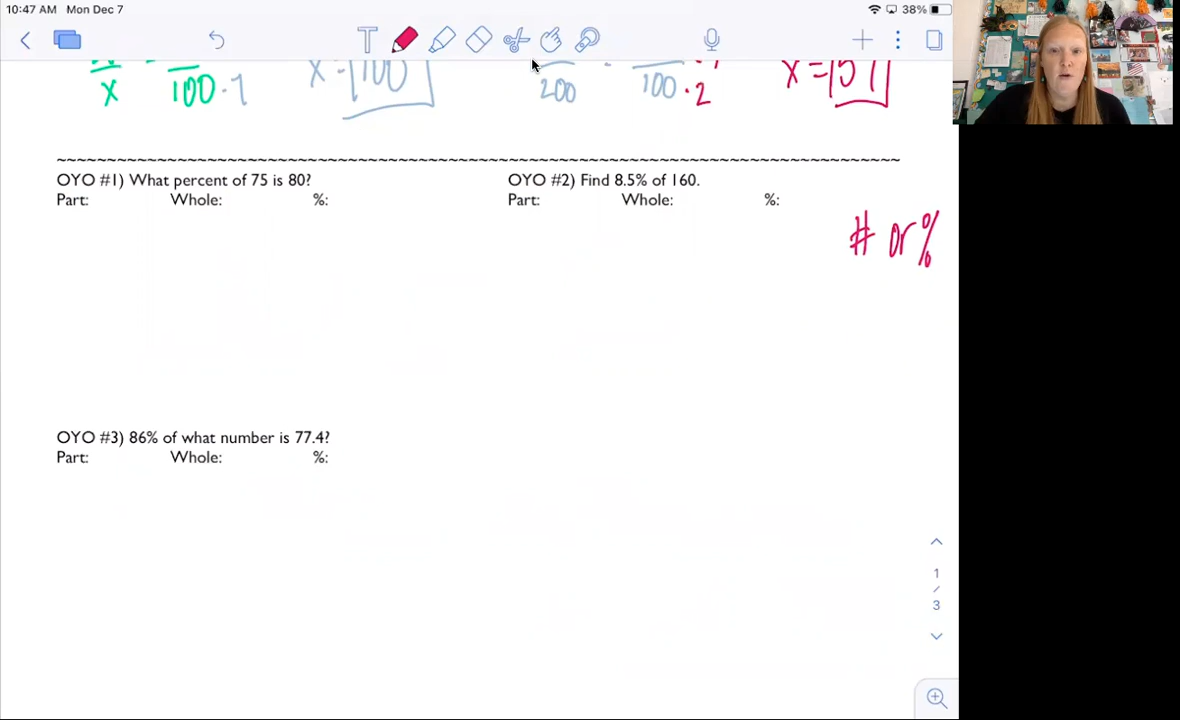 10:47 AM Mon Dec 7
38%
T
x 100 · 1
x = 100
200 100 · 2
x = 151
~~~~~~~~~~~~~~~~~~~~~~~~~~~~~~~~~~~~~~~~~~~~~~~~~~~~~~~~~~~~~~~~~~~~~~~~~~~~~~~~~~~~
OYO #1) What percent of 75 is 80?
Part: Whole: %:
OYO #2) Find 8.5% of 160.
Part: Whole: %:
# or %
OYO #3) 86% of what number is 77.4?
Part: Whole: %:
1
/
3